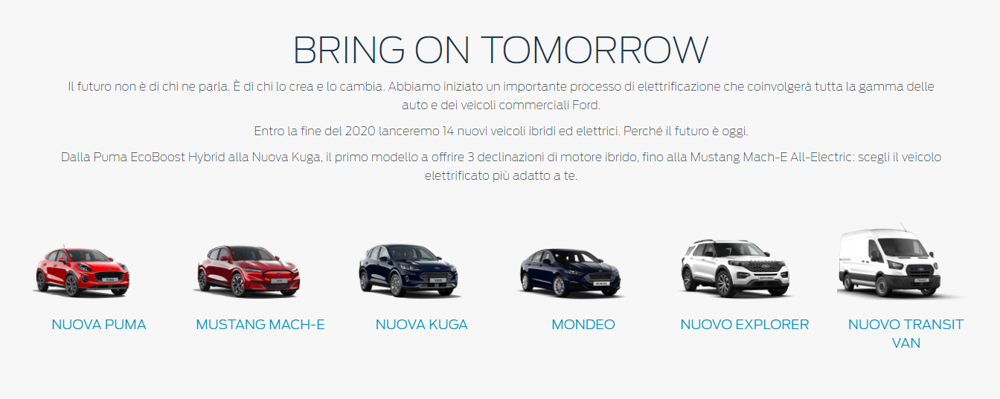 BRING ON TOMORROW
Il futuro non è di chi ne parla. È di chi lo crea e lo cambia. Abbiamo iniziato un importante processo di elettrificazione che coinvolgerà tutta la gamma delle
auto e dei veicoli commerciali Ford.
Entro la fine del 2020 lanceremo 14 nuovi veicoli ibridi ed elettrici. Perché il futuro è oggi.
Dalla Puma EcoBoost Hybrid alla Nuova Kuga, il primo modello a offrire 3 declinazioni di motore ibrido, fino alla Mustang Mach-E All-Electric: scegli il veicolo
elettrificato più adatto a te.
NUOVA PUMA
MUSTANG MACH-E
NUOVA KUGA
MONDEO
NUOVO EXPLORER
NUOVO TRANSIT
VAN